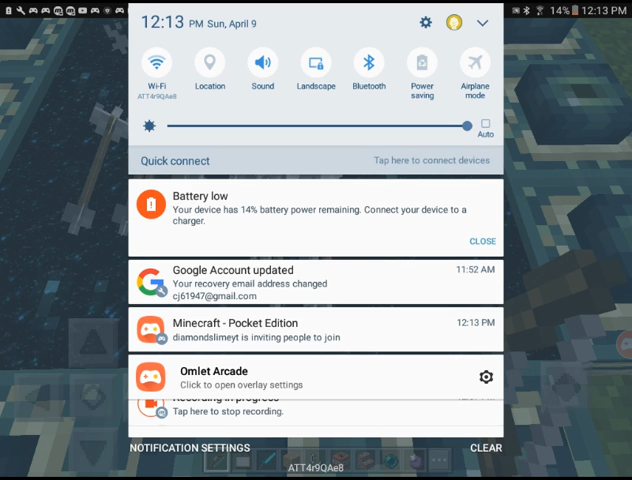 14% 12:13 PM
12:13 PM Sun, April 9
Wi-Fi
ATT4r9QAe8
Location
Sound
Landscape
Bluetooth
Power
saving
Airplane
mode
Auto
Quick connect
Tap here to connect devices
Battery low
Your device has 14% battery power remaining. Connect your device to a
charger.
CLOSE
Google Account updated 11:52 AM
Your recovery email address changed
cj61947@gmail.com
Minecraft - Pocket Edition 12:13 PM
diamondslimeyt is inviting people to join
Omlet Arcade
Click to open overlay settings
Recording in progress
Tap here to stop recording.
NOTIFICATION SETTINGS CLEAR
ATT4r9QAe8